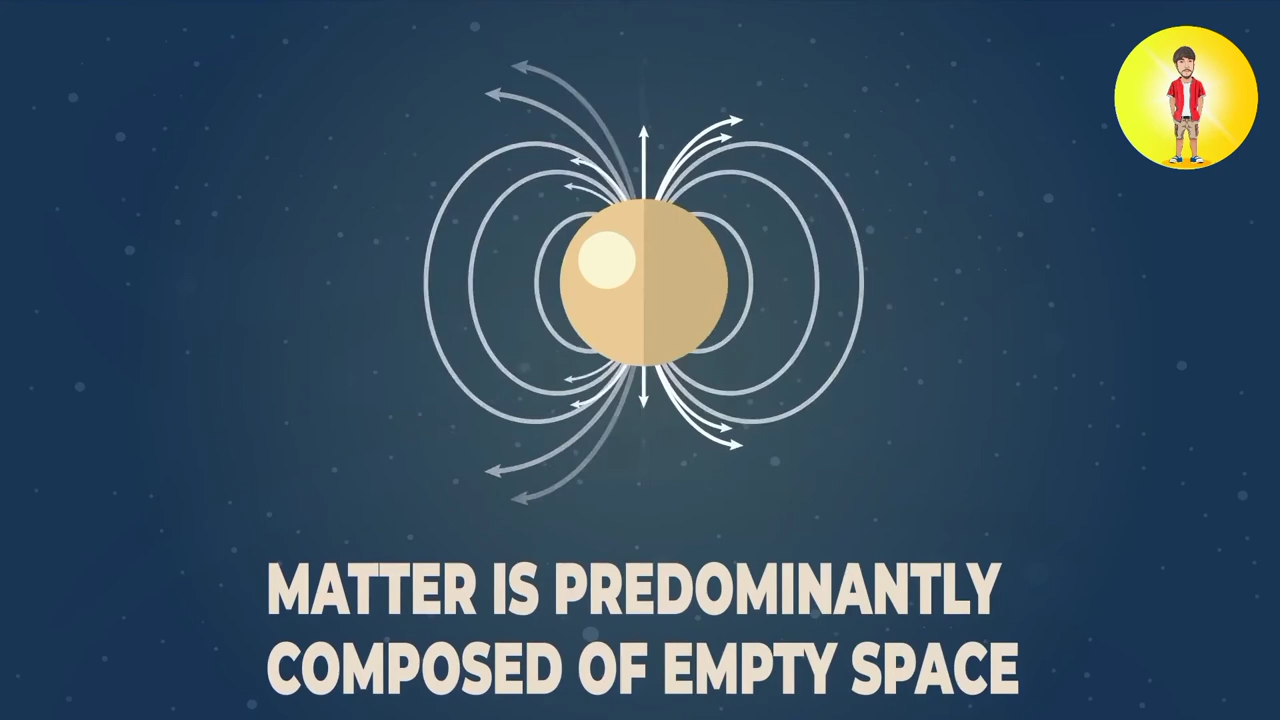 MATTER IS PREDOMINANTLY
COMPOSED OF EMPTY SPACE